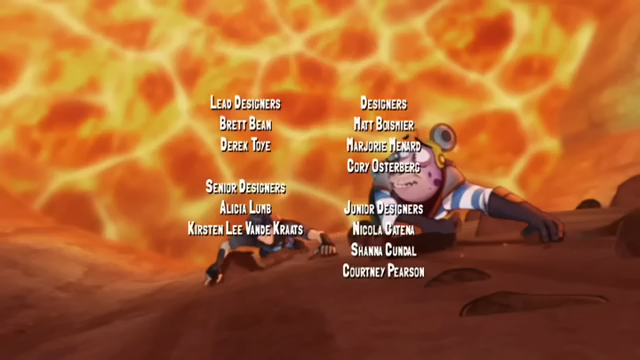 Lead Designers
Brett Bean
Derek Toye
Senior Designers
Alicia Lumb
Kirsten Lee Vande Kraats
Designers
Matt Boismier
Marjorie Menard
Cory Osterberg
Junior Designers
Nicola Catena
Shanna Cundal
Courtney Pearson